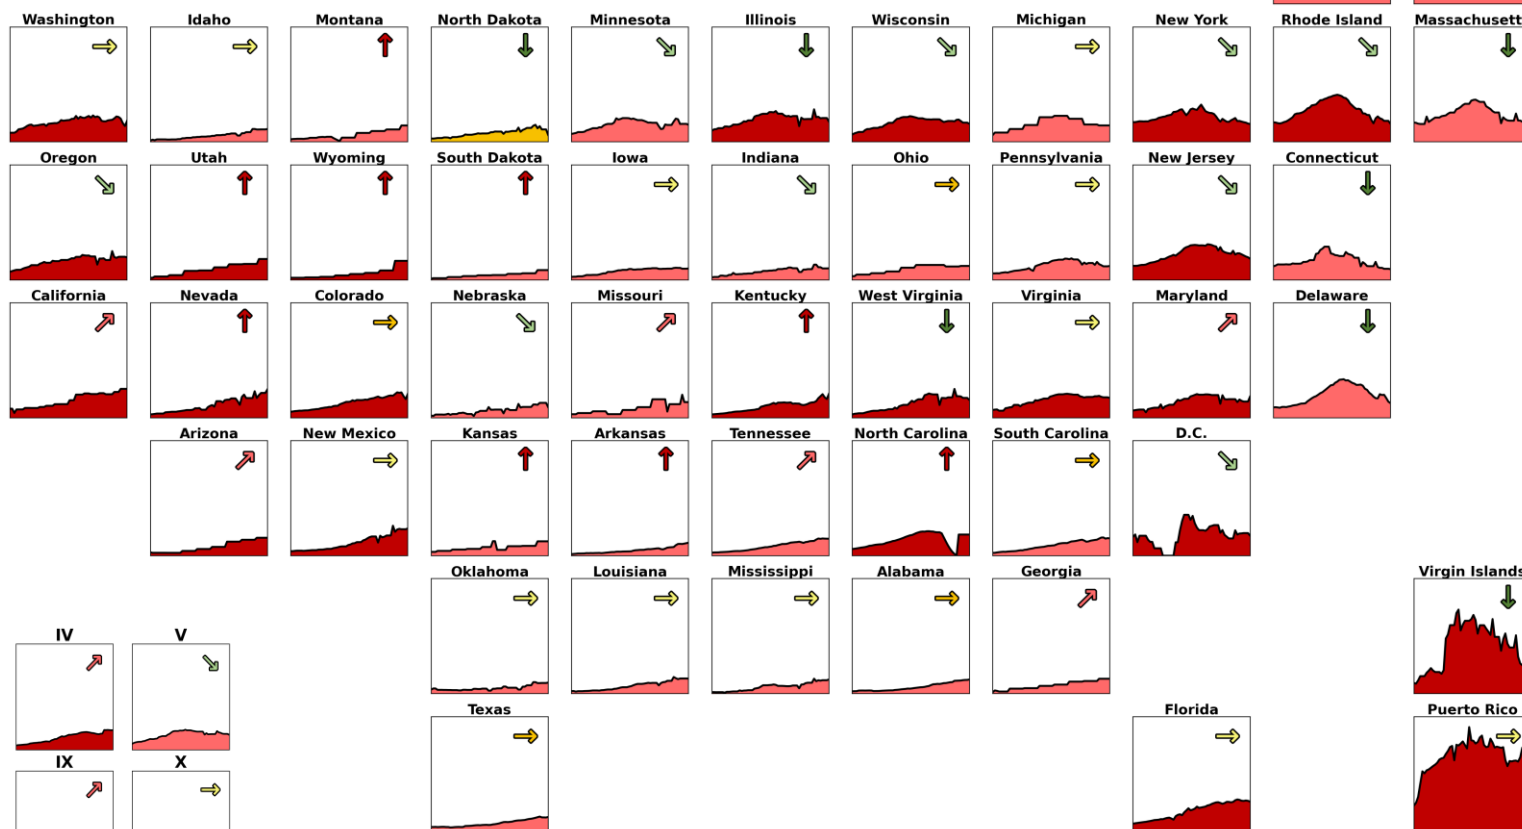 Washington Idaho Montana North Dakota Minnesota Illinois Wisconsin Michigan New York Rhode Island Massachusett
Oregon Utah Wyoming South Dakota Iowa Indiana Ohio Pennsylvania New Jersey Connecticut
California Nevada Colorado Nebraska Missouri Kentucky West Virginia Virginia Maryland Delaware
Arizona New Mexico Kansas Arkansas Tennessee North Carolina South Carolina D.C.
Oklahoma Louisiana Mississippi Alabama Georgia Virgin Islands
IV V
Texas Florida Puerto Rico
IX X